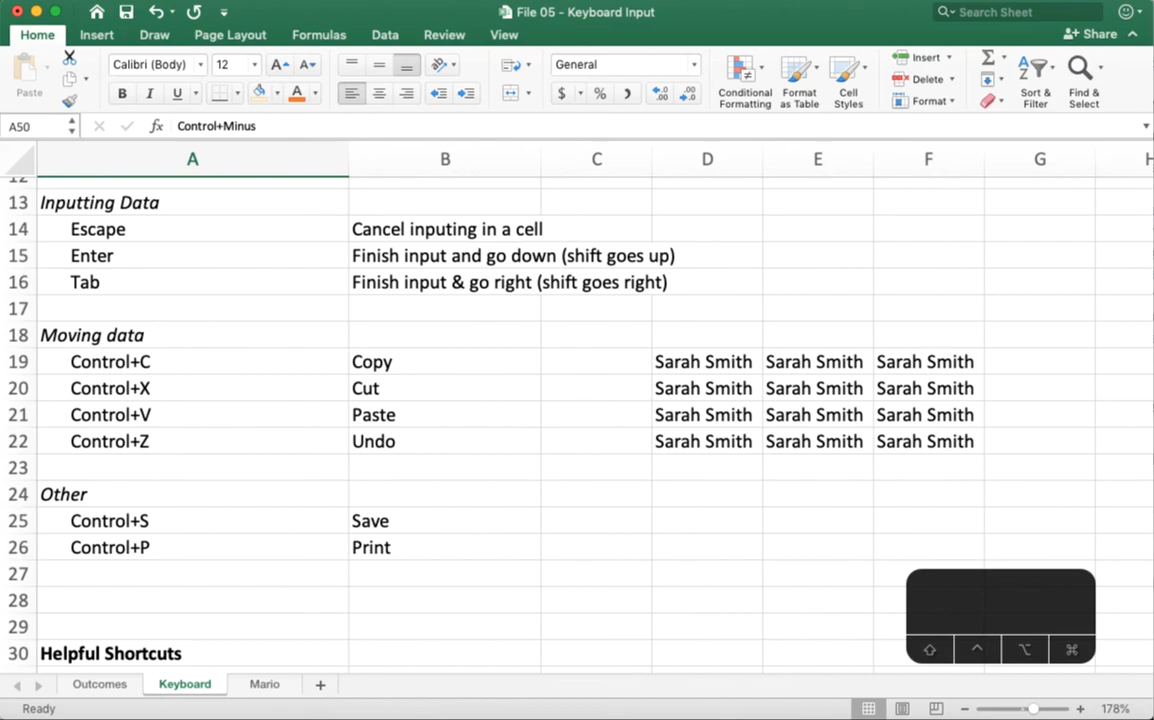 File 05 - Keyboard Input
Search Sheet
Home Insert Draw Page Layout Formulas Data Review View
Share
Paste
Calibri (Body) 12
General
B I U
$ %
Conditional Formatting
Format as Table
Cell Styles
Insert
Delete
Format
Sort & Filter
Find & Select
A50 fx Control+Minus
A B C D E F G H
12
13 Inputting Data
14 Escape Cancel inputing in a cell
15 Enter Finish input and go down (shift goes up)
16 Tab Finish input & go right (shift goes right)
17
18 Moving data
19 Control+C Copy Sarah Smith Sarah Smith Sarah Smith
20 Control+X Cut Sarah Smith Sarah Smith Sarah Smith
21 Control+V Paste Sarah Smith Sarah Smith Sarah Smith
22 Control+Z Undo Sarah Smith Sarah Smith Sarah Smith
23
24 Other
25 Control+S Save
26 Control+P Print
27
28
29
30 Helpful Shortcuts
Outcomes Keyboard Mario
Ready
178%